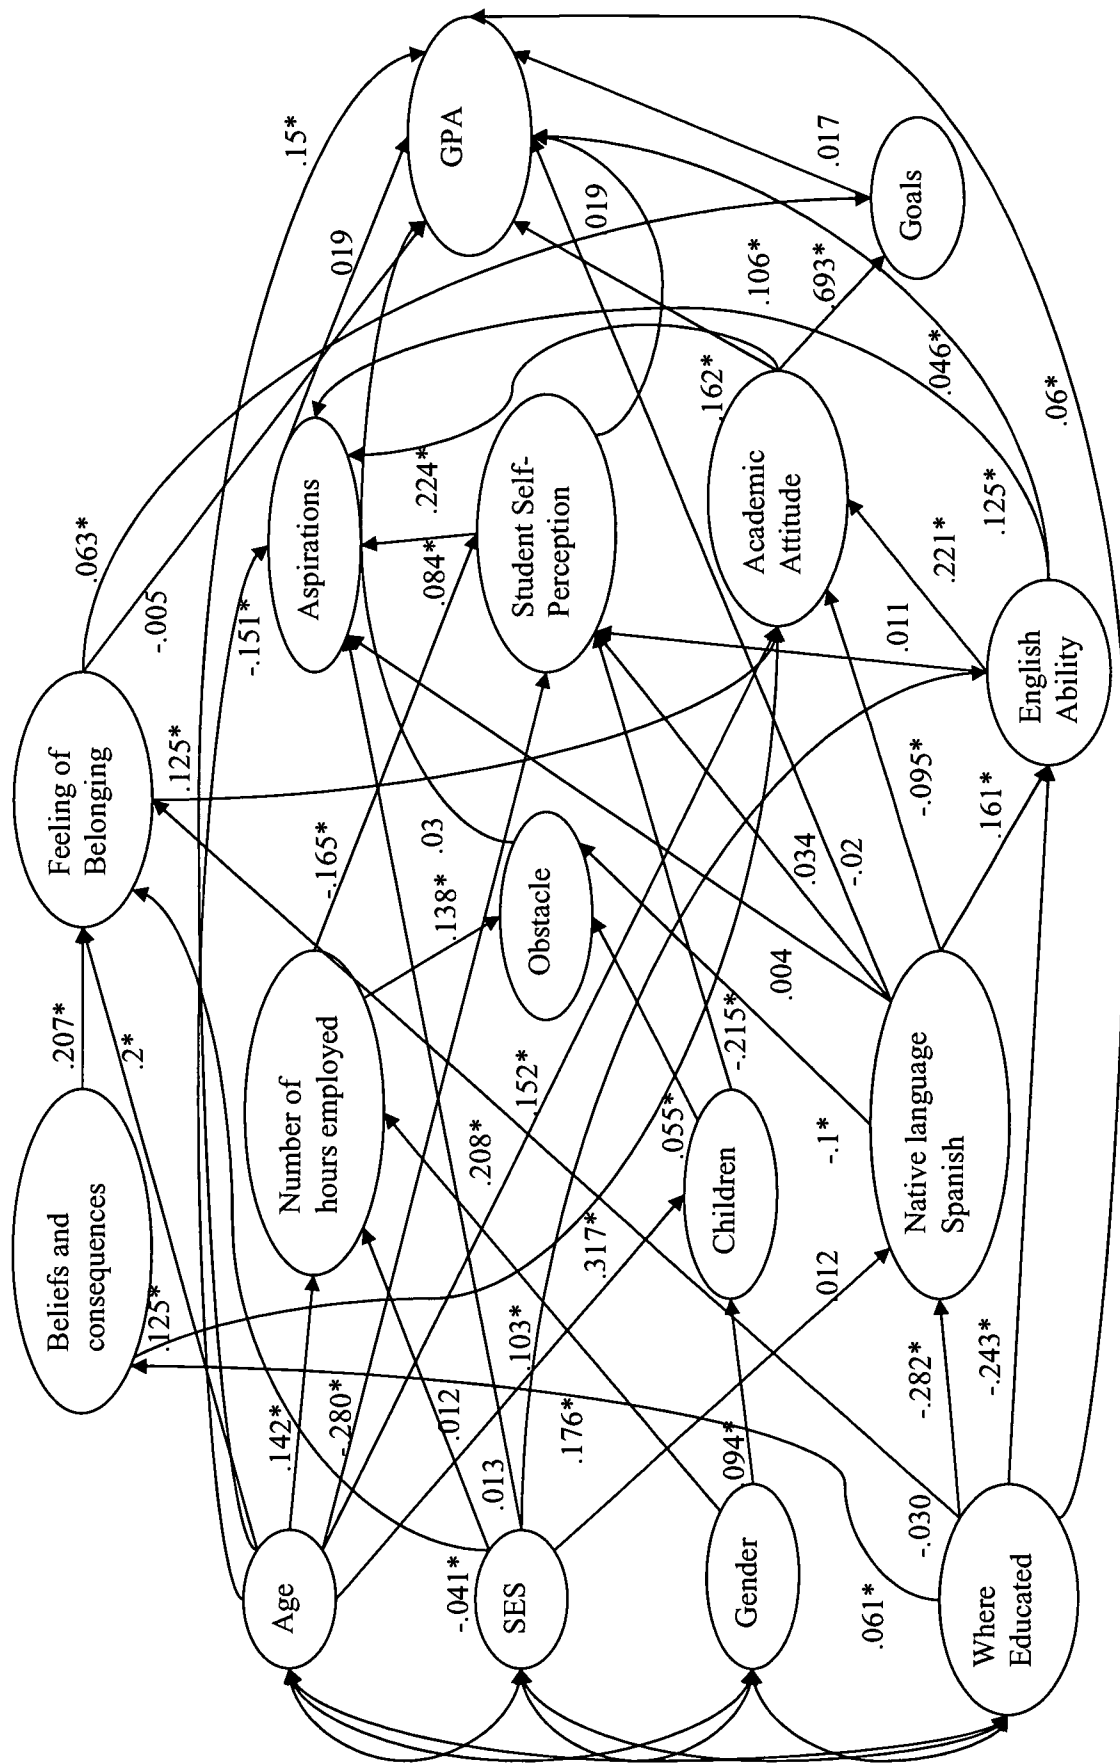 Beliefs and
consequences
Feeling of
Belonging
.207*
.2*
.125*
.125*
.063*
-.005
.15*
Age
Number of
hours employed
Aspirations
GPA
.142*
-.280*
-.165*
-.151*
019
.012
.138*
.03
.084*
.224*
019
SES
Obstacle
Student Self-
Perception
-.041*
.013
.103*
.208*
.152*
.176*
.317*
Gender
Children
Academic
Attitude
.094*
.055*
-.215*
.004
.034
-.02
.162*
.106*
.693*
.017
Goals
.012
-.1*
.011
.221*
.046*
.061*
-.030
-.282*
-.243*
-.095*
.161*
.125*
.06*
Where
Educated
Native language
Spanish
English
Ability